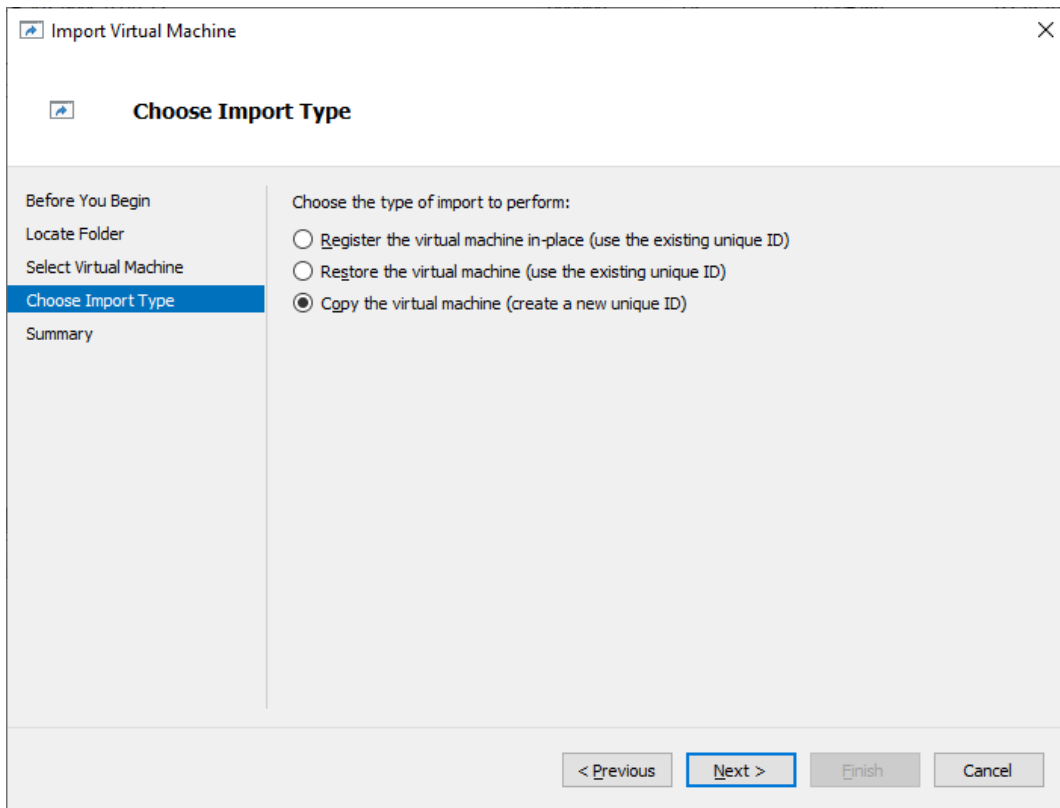 Import Virtual Machine
Choose Import Type
Before You Begin
Locate Folder
Select Virtual Machine
Choose Import Type
Summary
Choose the type of import to perform:
Register the virtual machine in-place (use the existing unique ID)
Restore the virtual machine (use the existing unique ID)
Copy the virtual machine (create a new unique ID)
< Previous
Next >
Finish
Cancel